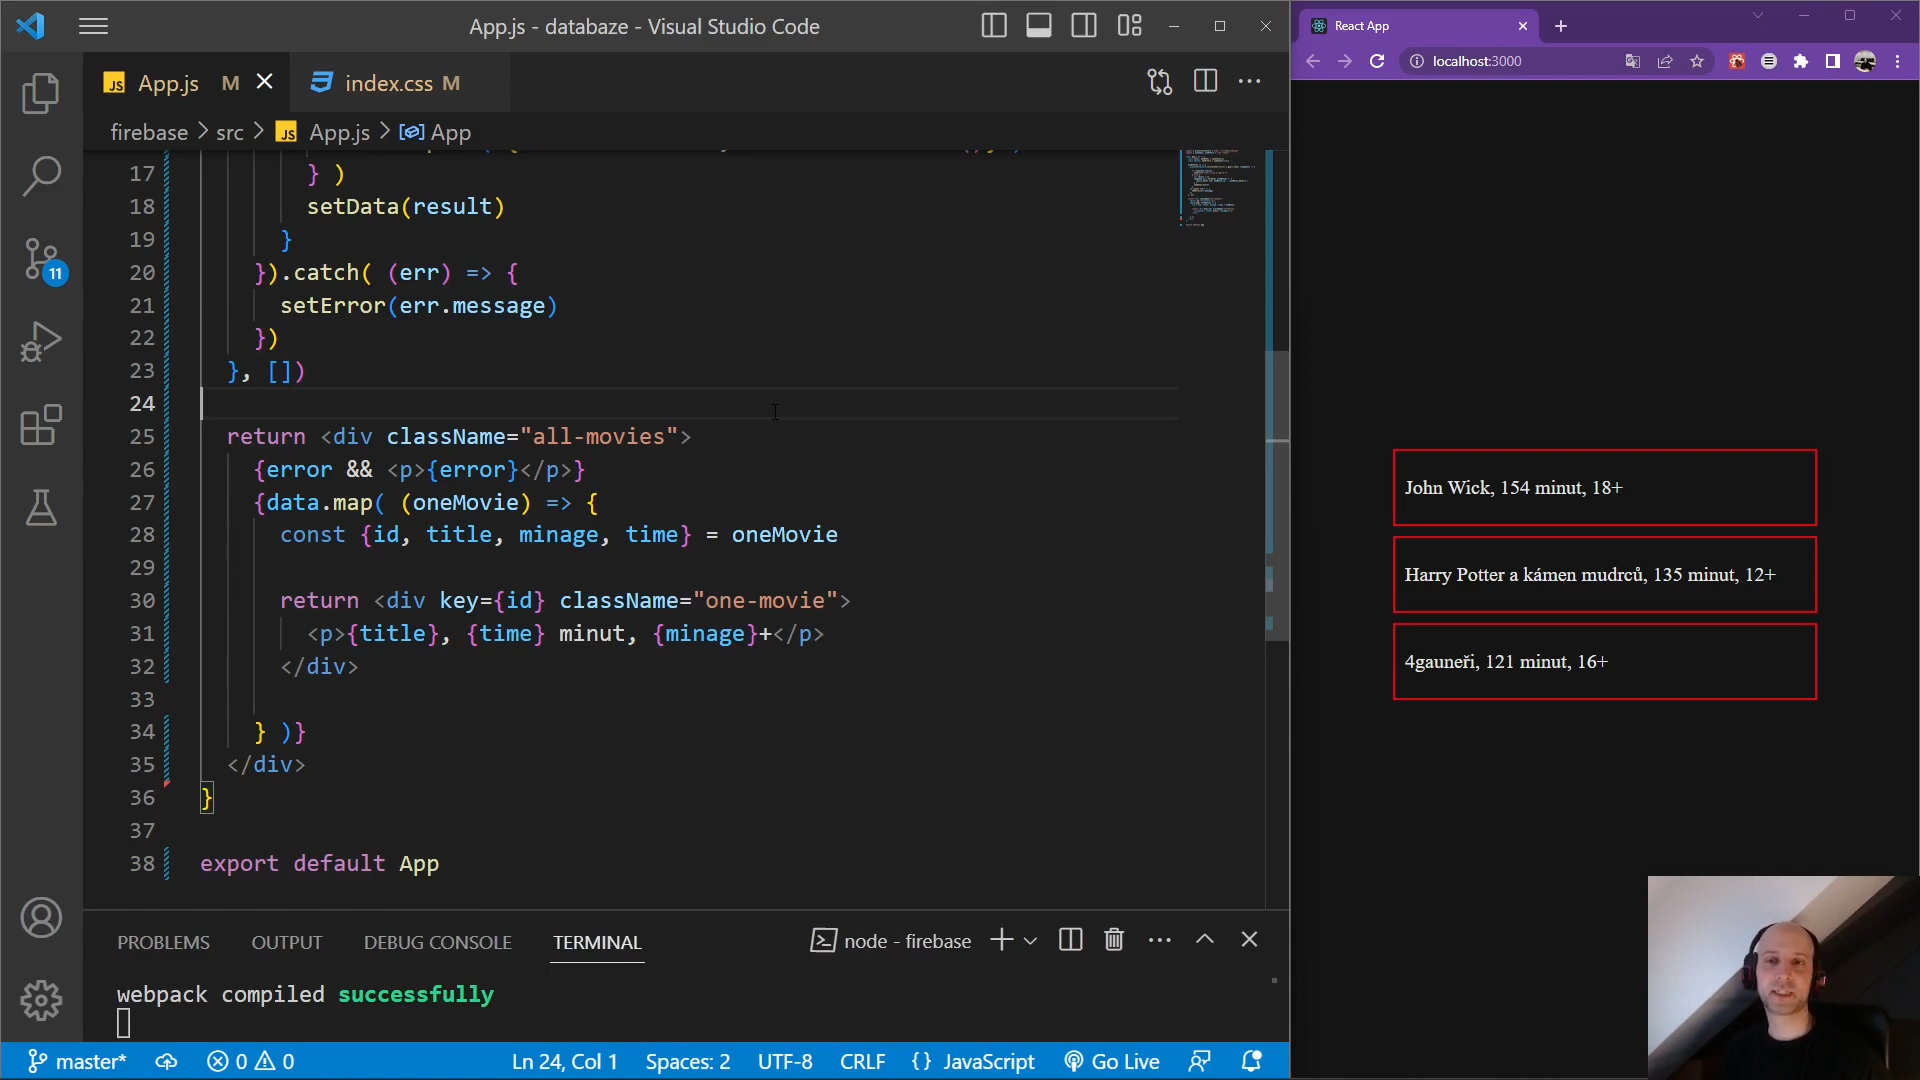 App.js - databaze - Visual Studio Code
JS App.js M
index.css M
firebase > src > JS App.js > App
17 } )
18 setData(result)
19 }
20 }).catch( (err) => {
21 setError(err.message)
22 })
23 }, [])
24
25 return <div className="all-movies">
26 {error && <p>{error}</p>}
27 {data.map( (oneMovie) => {
28 const {id, title, minage, time} = oneMovie
29
30 return <div key={id} className="one-movie">
31 <p>{title}, {time} minut, {minage}+</p>
32 </div>
33
34 } )}
35 </div>
36 }
37
38 export default App
11
PROBLEMS OUTPUT DEBUG CONSOLE TERMINAL
node - firebase
webpack compiled successfully
master* 0 0 Ln 24, Col 1 Spaces: 2 UTF-8 CRLF {} JavaScript Go Live
React App
localhost:3000
John Wick, 154 minut, 18+
Harry Potter a kámen mudrců, 135 minut, 12+
4gauneři, 121 minut, 16+